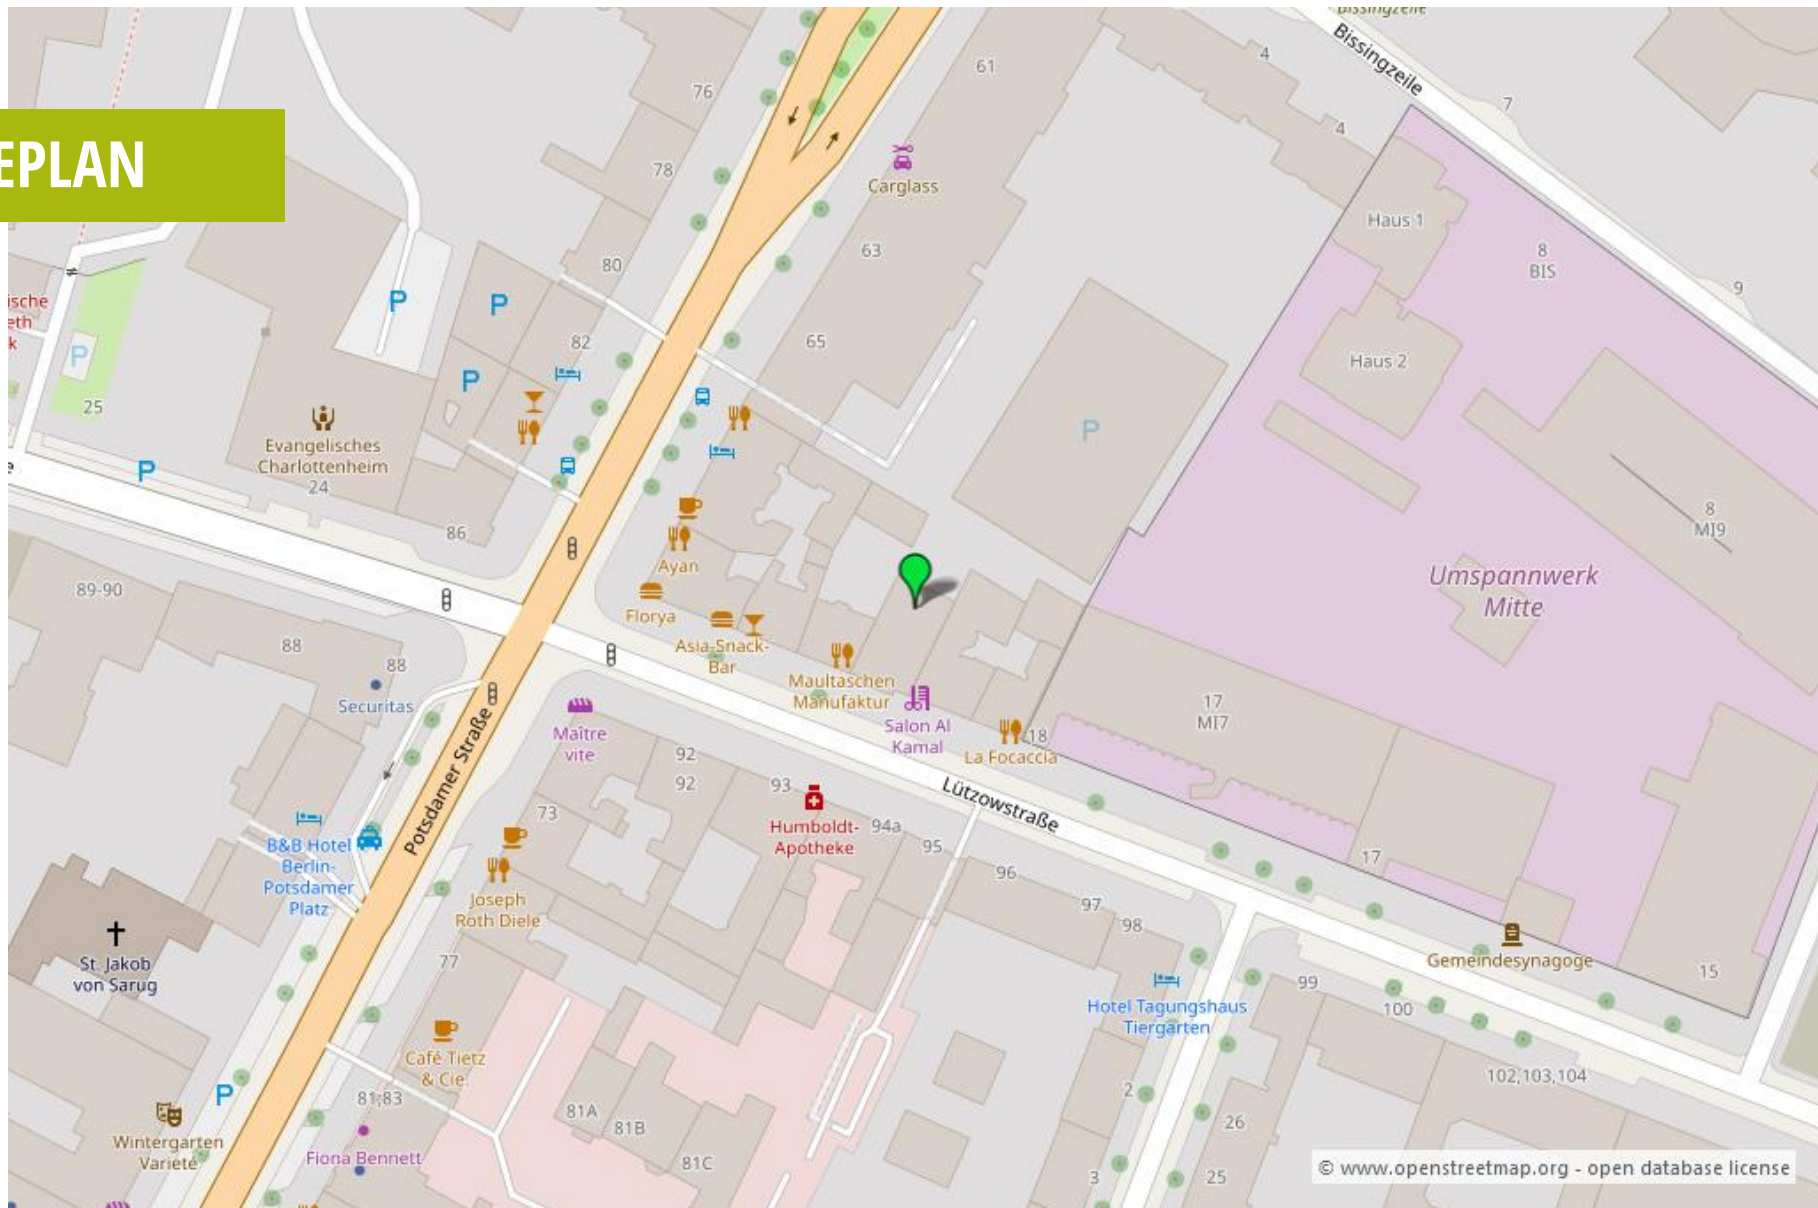 Bissingzeile
Bissingzeile
61
4
76
7
4
EPLAN
78
Carglass
Haus 1
63
8
BIS
80
9
ische
eth
k
P
P
82
65
P
Haus 2
P
25
P
Evangelisches
Charlottenheim
24
P
e
86
8
MI9
Ayan
Umspannwerk
Mitte
89-90
Florya
Asia-Snack-
Bar
88
88
Maultaschen
Manufaktur
Securitas
17
MI7
Salon Al
Kamal
18
La Focaccia
Maître
vite
92
92
93
Potsdamer Straße
Lützowstraße
73
Humboldt-
Apotheke
94a
95
B&B Hotel
Berlin-
Potsdamer
Platz
17
96
Joseph
Roth Diele
97
98
St. Jakob
von Sarug
77
Gemeindesynagoge
15
99
Hotel Tagungshaus
Tiergarten
100
Café Tietz
& Cie.
102,103,104
P
81;83
2
81A
81B
26
Wintergarten
Varieté
Fiona Bennett
81C
3
25
© www.openstreetmap.org - open database license